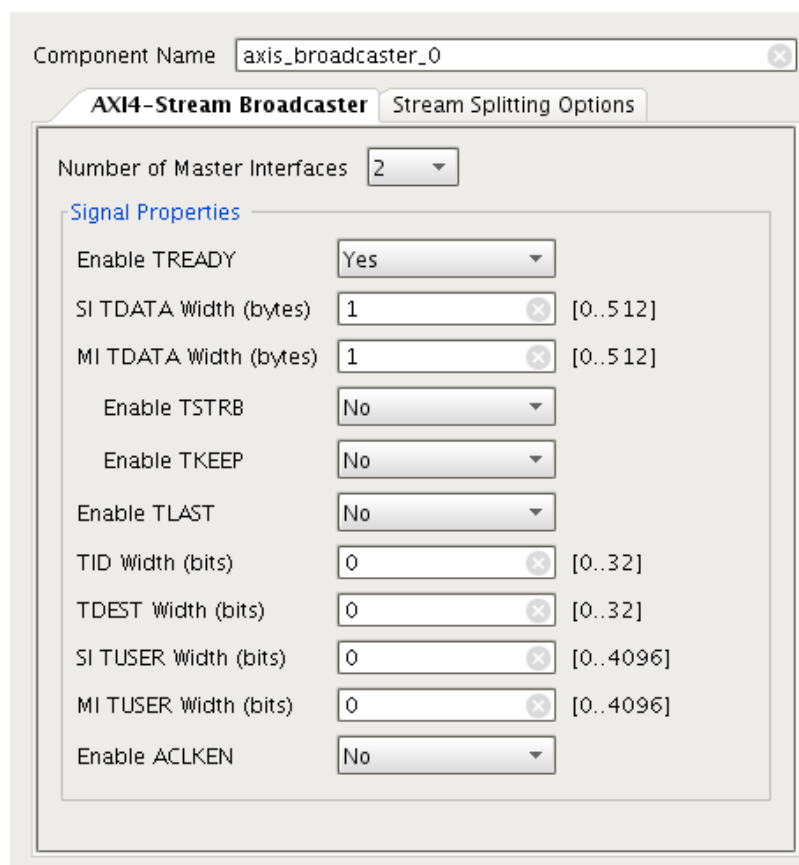 Component Name axis_broadcaster_0
AXI4-Stream Broadcaster Stream Splitting Options
Number of Master Interfaces 2
Signal Properties
Enable TREADY Yes
SI TDATA Width (bytes) 1 [0..512]
MI TDATA Width (bytes) 1 [0..512]
Enable TSTRB No
Enable TKEEP No
Enable TLAST No
TID Width (bits) 0 [0..32]
TDEST Width (bits) 0 [0..32]
SI TUSER Width (bits) 0 [0..4096]
MI TUSER Width (bits) 0 [0..4096]
Enable ACLKEN No